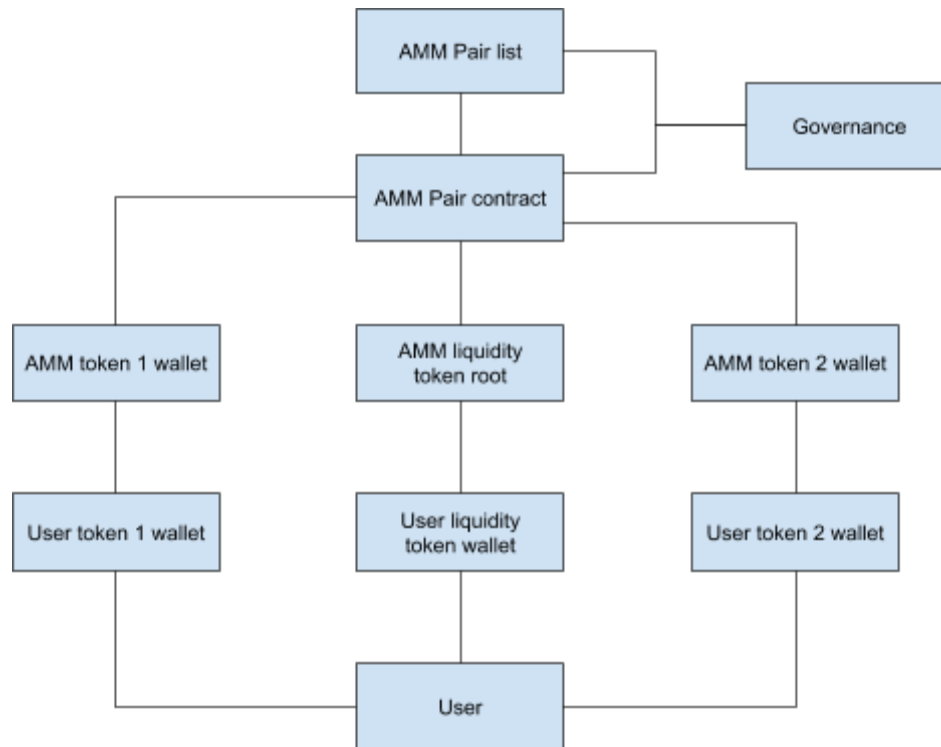 AMM Pair list
Governance
AMM Pair contract
AMM token 1 wallet
AMM liquidity
token root
AMM token 2 wallet
User token 1 wallet
User liquidity
token wallet
User token 2 wallet
User